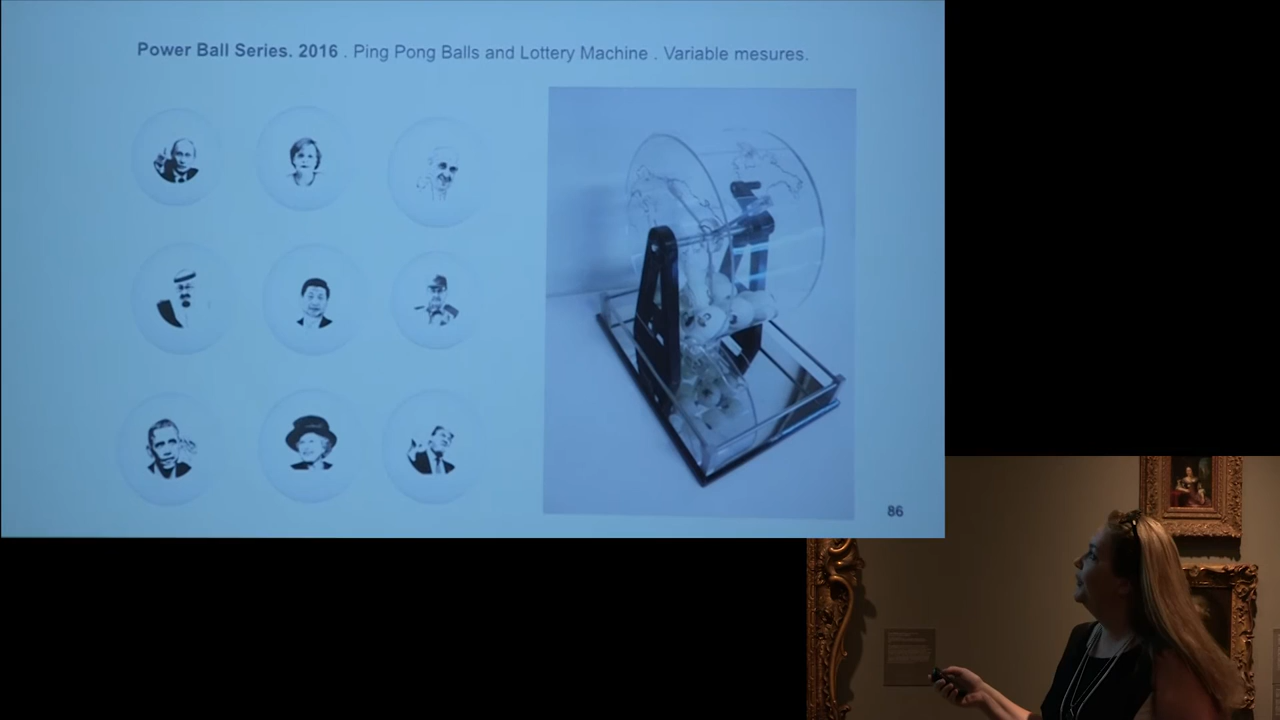 Power Ball Series. 2016 . Ping Pong Balls and Lottery Machine . Variable mesures.
86